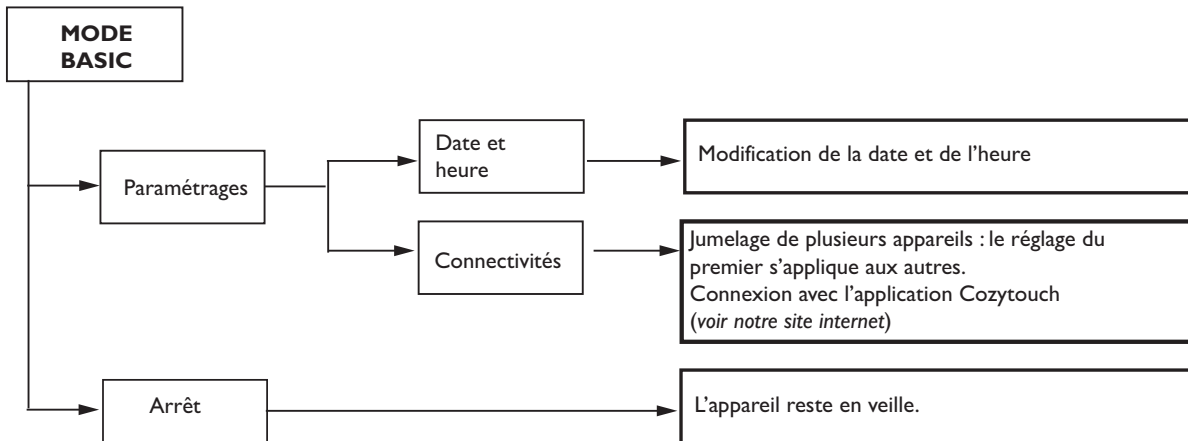 MODE
BASIC
Paramétrages
Date et
heure
Modification de la date et de l’heure
Connectivités
Jumelage de plusieurs appareils : le réglage du
premier s’applique aux autres.
Connexion avec l’application Cozytouch
(voir notre site internet)
Arrêt
L’appareil reste en veille.